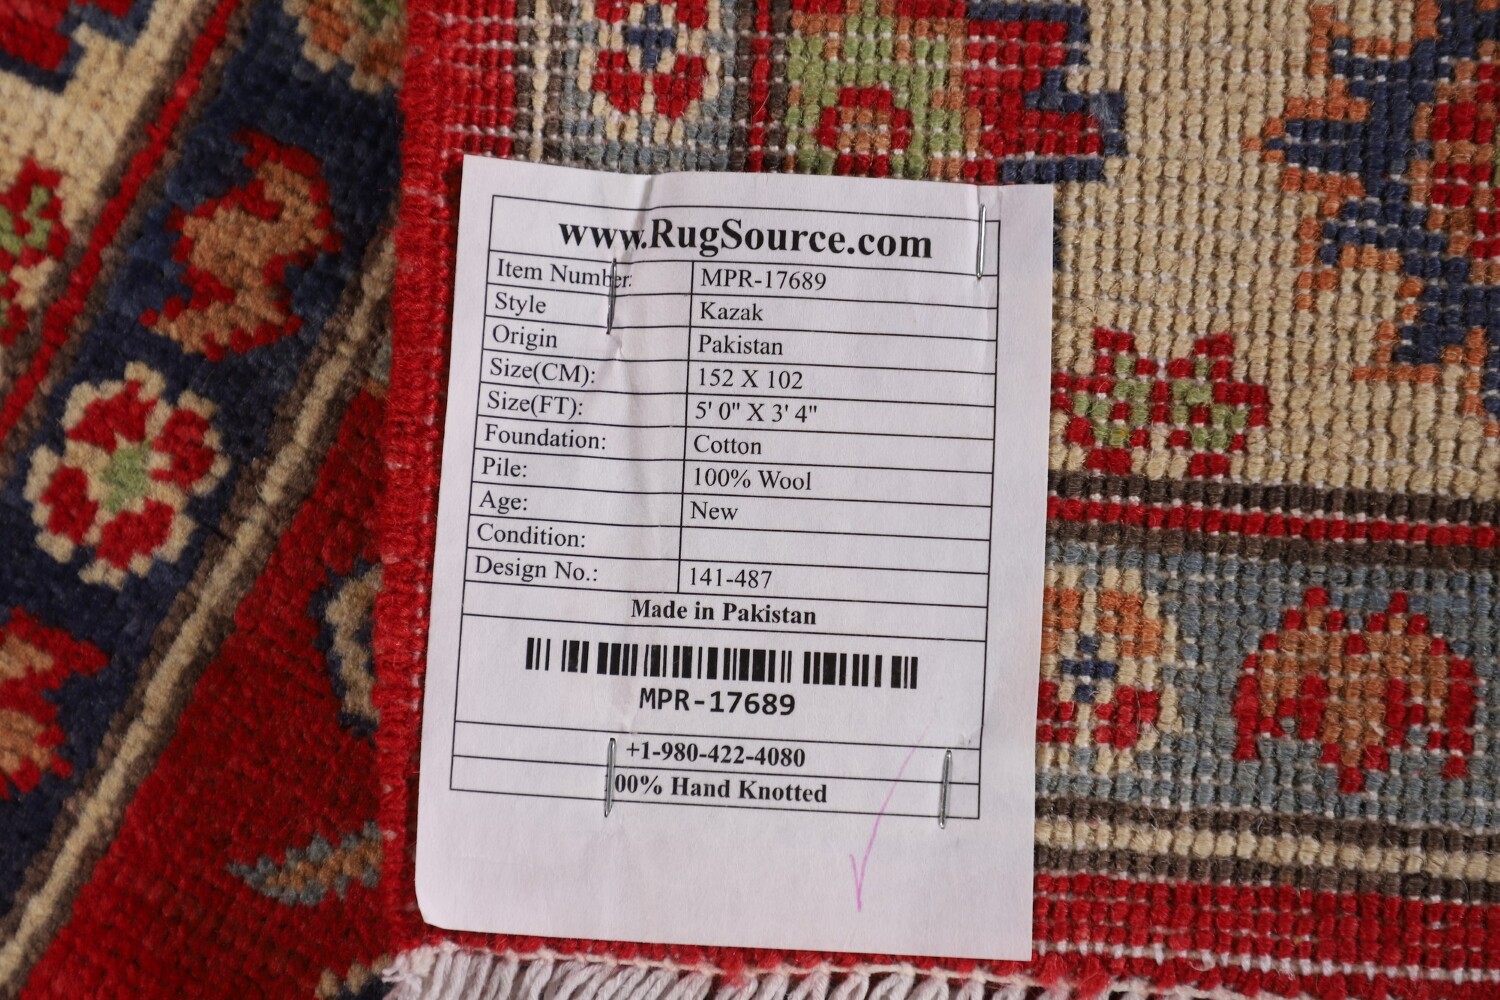 www.RugSource.com
Item Number: MPR-17689
Style Kazak
Origin Pakistan
Size(CM): 152 X 102
Size(FT): 5' 0" X 3' 4"
Foundation: Cotton
Pile: 100% Wool
Age: New
Condition:
Design No.: 141-487
Made in Pakistan
MPR-17689
+1-980-422-4080
00% Hand Knotted